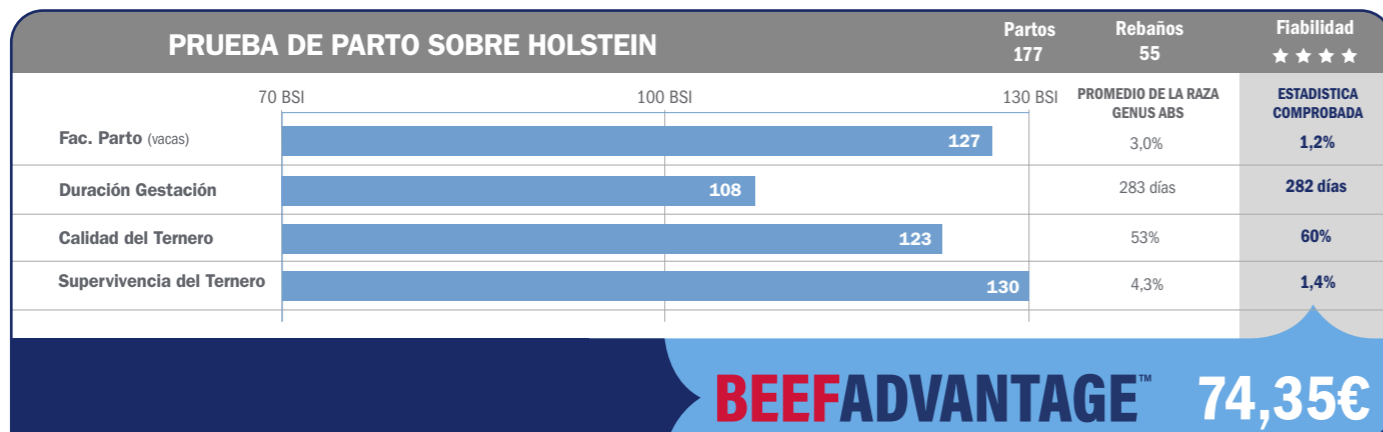 PRUEBA DE PARTO SOBRE HOLSTEIN
Partos
177
Rebaños
55
Fiabilidad
★ ★ ★ ★
70 BSI
100 BSI
130 BSI
PROMEDIO DE LA RAZA
GENUS ABS
ESTADISTICA
COMPROBADA
Fac. Parto (vacas)
127
3,0%
1,2%
Duración Gestación
108
283 días
282 días
Calidad del Ternero
123
53%
60%
Supervivencia del Ternero
130
4,3%
1,4%
BEEFADVANTAGE™
74,35€